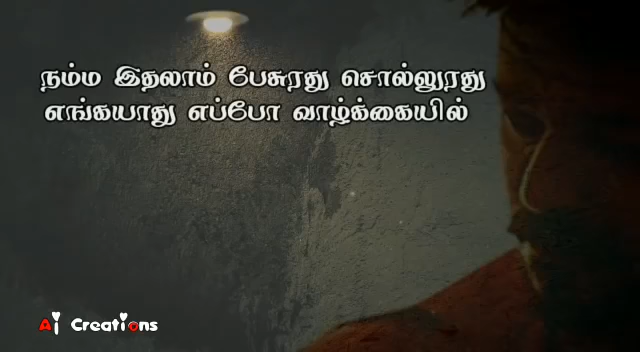 நம்ம இதலாம் பேசுரது சொல்லுரது
எங்கயாது எப்போ வாழ்க்கையில்
Ai Creations